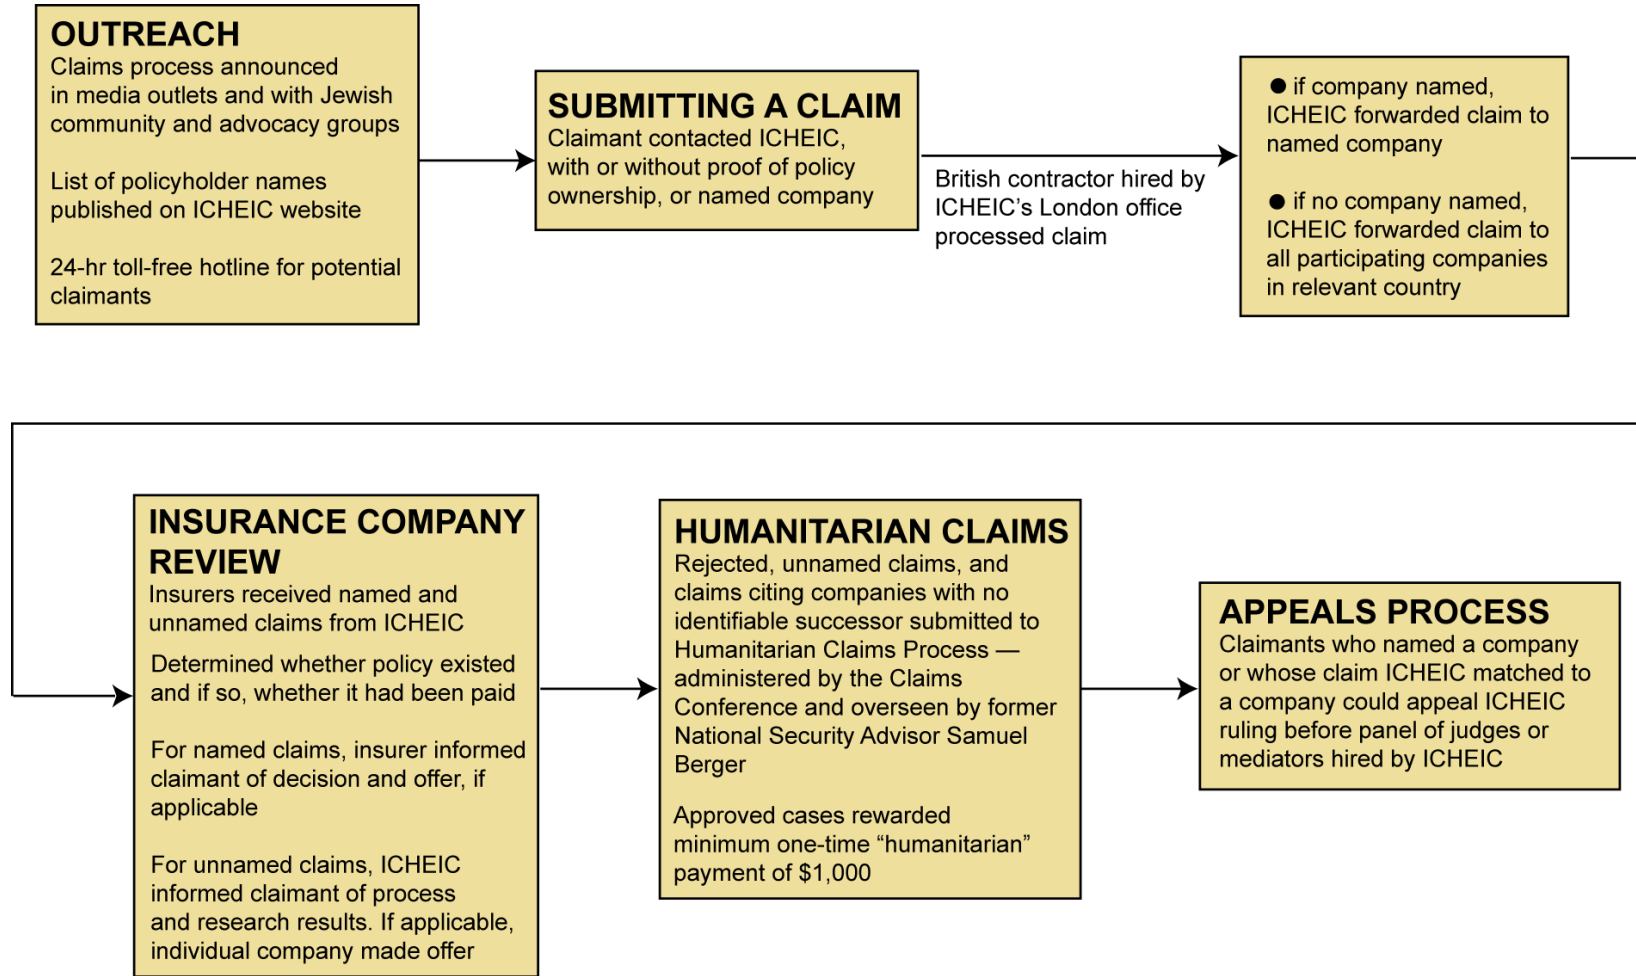 OUTREACH
Claims process announced
in media outlets and with Jewish
community and advocacy groups
List of policyholder names
published on ICHEIC website
24-hr toll-free hotline for potential
claimants
SUBMITTING A CLAIM
Claimant contacted ICHEIC,
with or without proof of policy
ownership, or named company
British contractor hired by
ICHEIC’s London office
processed claim
● if company named,
ICHEIC forwarded claim to
named company
● if no company named,
ICHEIC forwarded claim to
all participating companies
in relevant country
INSURANCE COMPANY
REVIEW
Insurers received named and
unnamed claims from ICHEIC
Determined whether policy existed
and if so, whether it had been paid
For named claims, insurer informed
claimant of decision and offer, if
applicable
For unnamed claims, ICHEIC
informed claimant of process
and research results. If applicable,
individual company made offer
HUMANITARIAN CLAIMS
Rejected, unnamed claims, and
claims citing companies with no
identifiable successor submitted to
Humanitarian Claims Process —
administered by the Claims
Conference and overseen by former
National Security Advisor Samuel
Berger
Approved cases rewarded
minimum one-time “humanitarian”
payment of $1,000
APPEALS PROCESS
Claimants who named a company
or whose claim ICHEIC matched to
a company could appeal ICHEIC
ruling before panel of judges or
mediators hired by ICHEIC